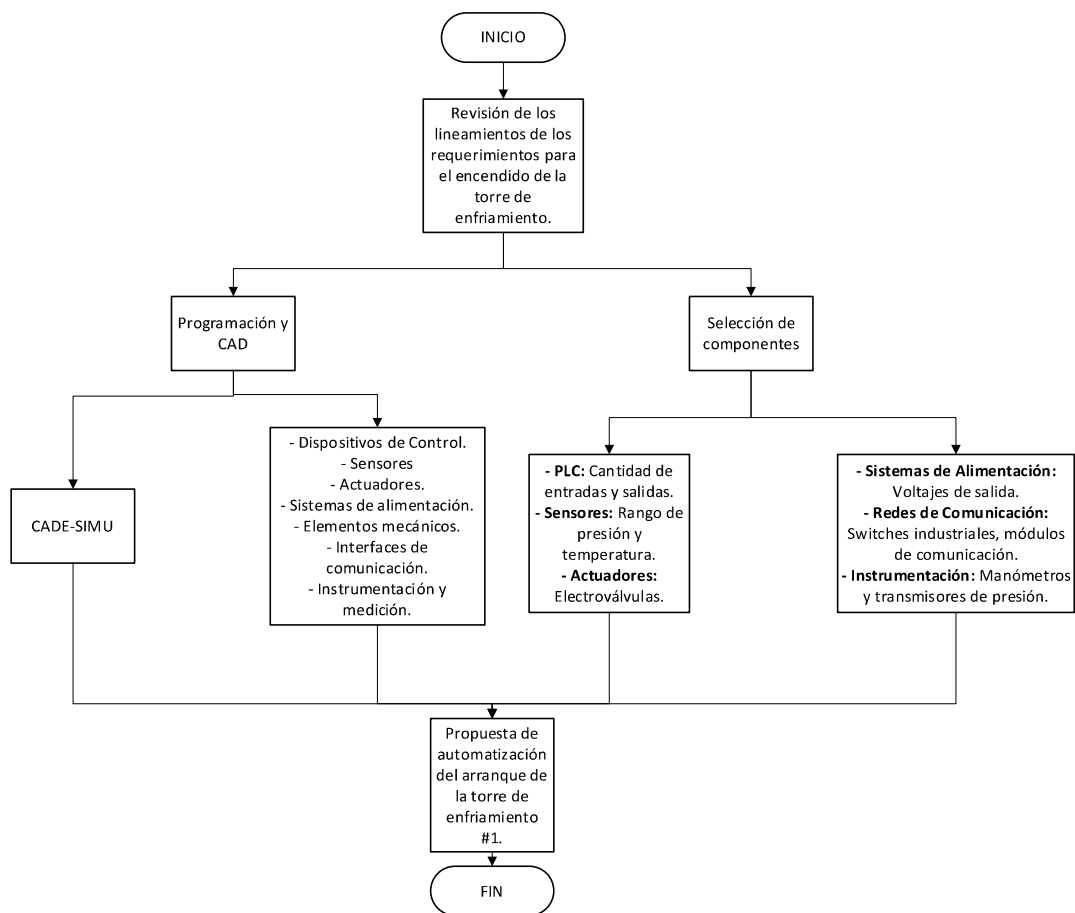 INICIO
Revisión de los
lineamientos de los
requerimientos para
el encendido de la
torre de
enfriamiento.
Programación y
CAD
Selección de
componentes
CADE-SIMU
- Dispositivos de Control.
- Sensores
- Actuadores.
- Sistemas de alimentación.
- Elementos mecánicos.
- Interfaces de
comunicación.
- Instrumentación y
medición.
- PLC: Cantidad de
entradas y salidas.
- Sensores: Rango de
presión y
temperatura.
- Actuadores:
Electroválvulas.
- Sistemas de Alimentación:
Voltajes de salida.
- Redes de Comunicación:
Switches industriales, módulos
de comunicación.
- Instrumentación: Manómetros
y transmisores de presión.
Propuesta de
automatización
del arranque de
la torre de
enfriamiento
#1.
FIN